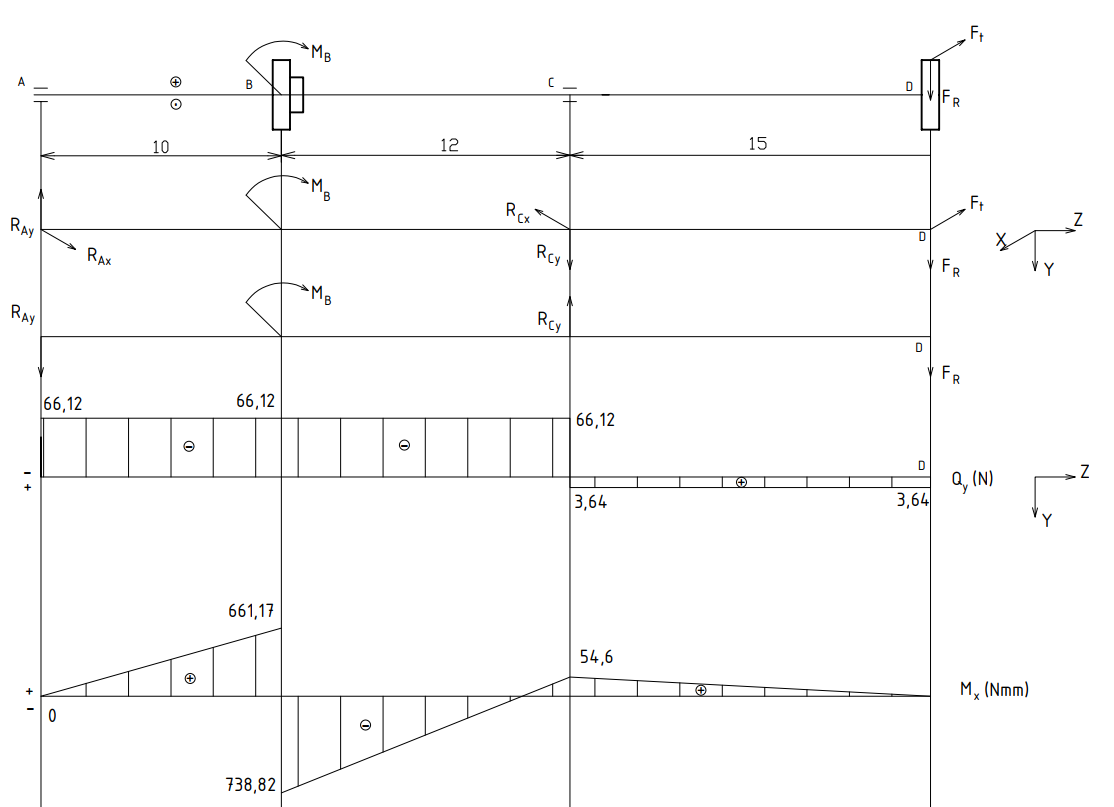 F_t
M_B
A
⊕
B
C
D
F_R
⊙
10
12
15
M_B
R_Cx
F_t
R_Ay
Z
D
X
R_Ax
R_Cy
F_R
Y
M_B
R_Ay
R_Cy
D
F_R
66,12
66,12
66,12
⊖
⊖
D
-
+
⊕
Q_y (N)
Z
3,64
3,64
Y
661,17
54,6
⊕
+
-
⊕
M_x (Nmm)
0
⊖
738,82